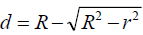 d = R − √(R² − r²)